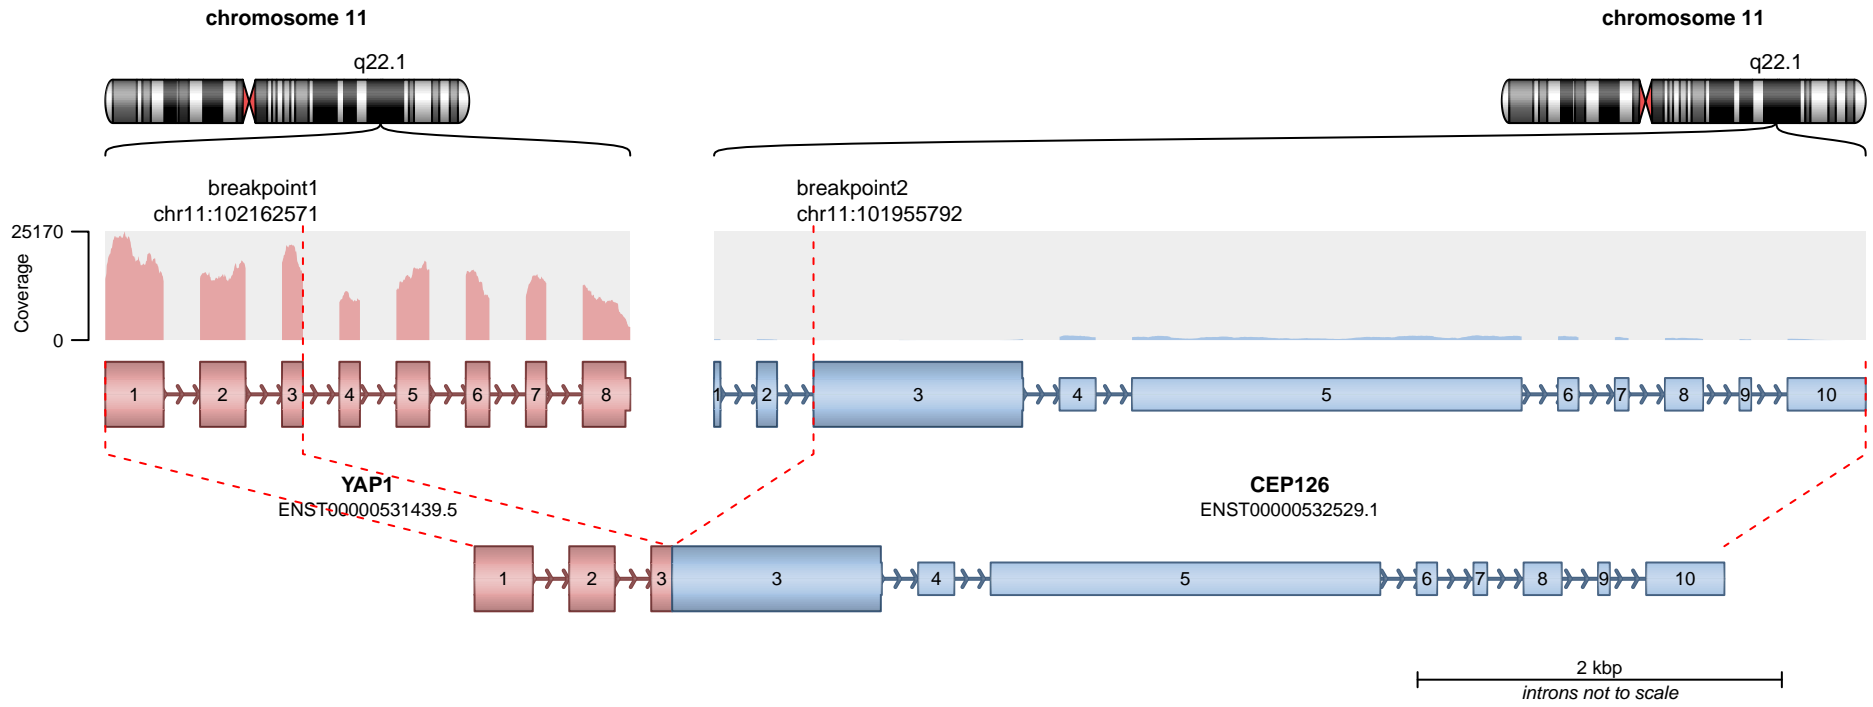 chromosome 11
chromosome 11
q22.1
q22.1
breakpoint1
chr11:102162571
breakpoint2
chr11:101955792
25170
Coverage
0
1 2 3 4 5 6 7 8
1 2 3 4 5 6 7 8 9 10
YAP1
ENST00000531439.5
CEP126
ENST00000532529.1
1 2 3 3 4 5 6 7 8 9 10
2 kbp
introns not to scale